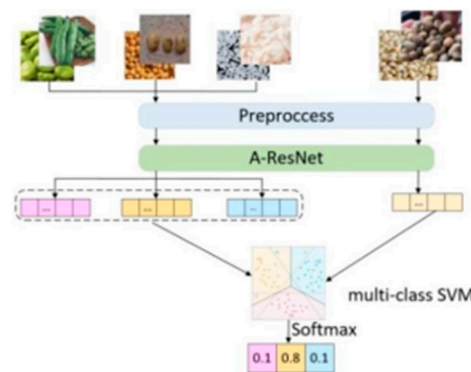 Preproccess
A-ResNet
... ... ... ...
multi-class SVM
Softmax
0.1 0.8 0.1